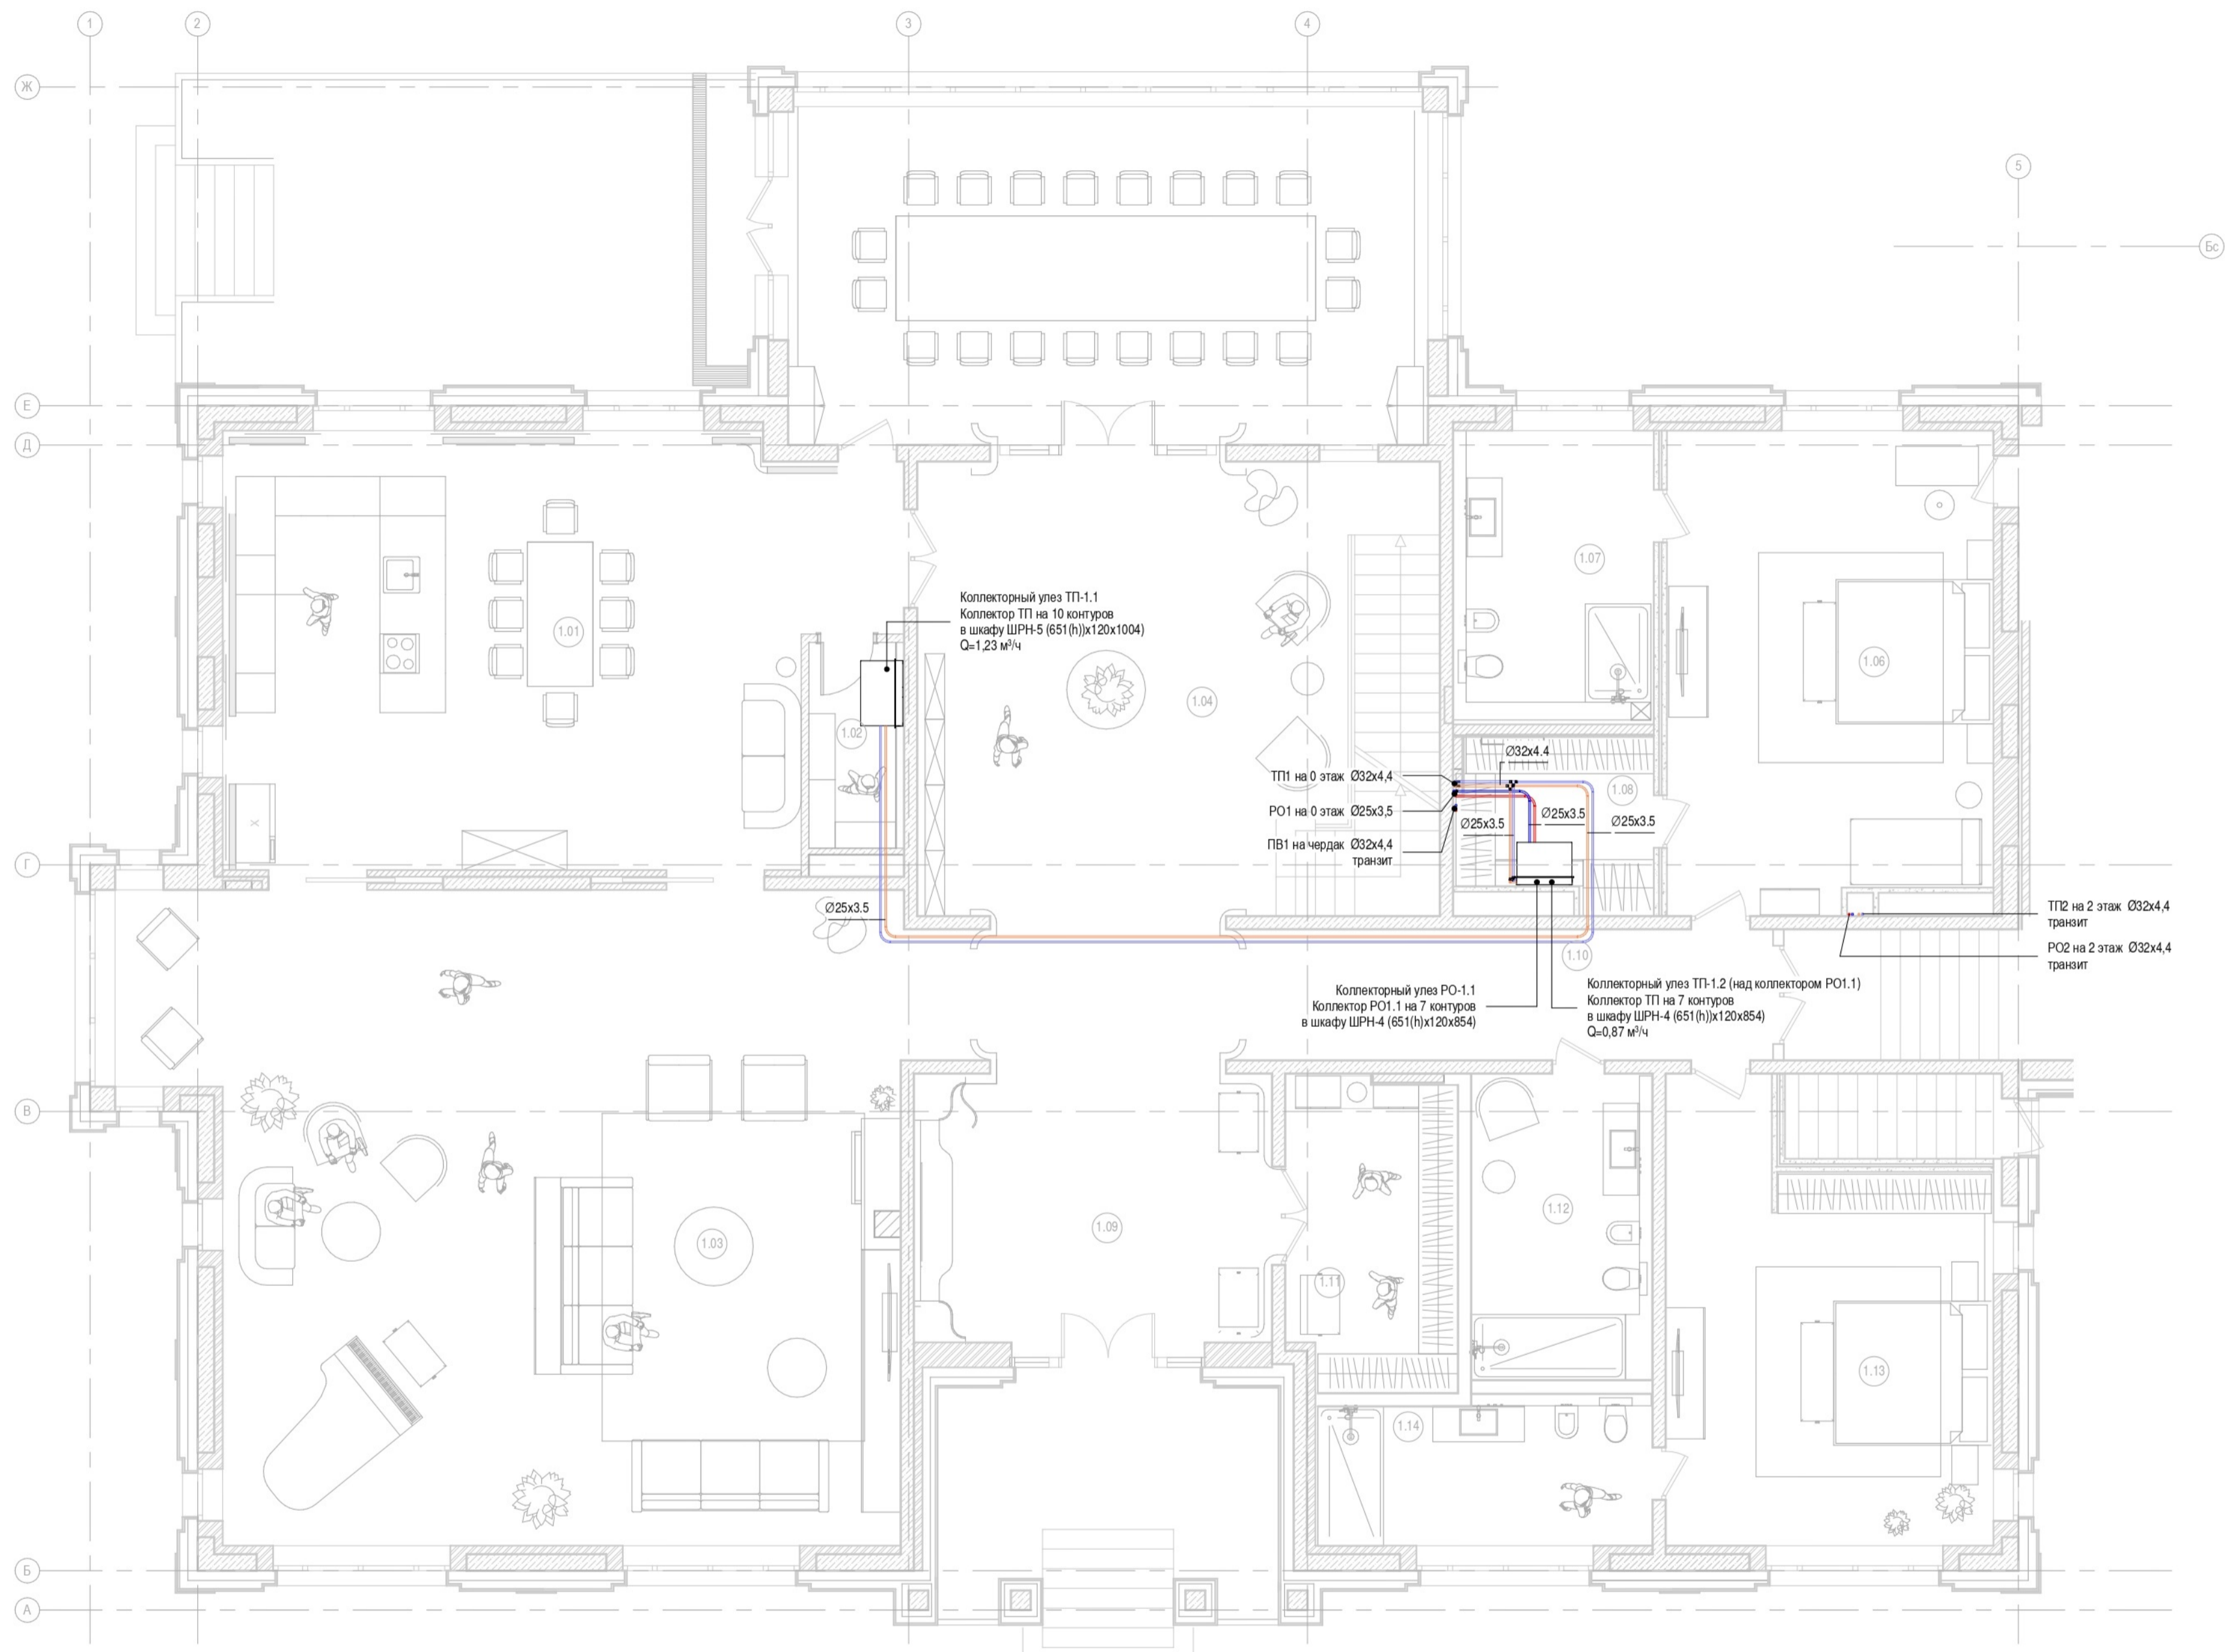 1
2
3
4
Ж
5
Бс
Е
Д
1.07
1.01
Коллекторный улез ТП-1.1
Коллектор ТП на 10 контуров
в шкафу ШРН-5 (651(h))x120x1004)
Q=1,23 м³/ч
1.06
1.04
1.02
Ø32x4.4
ТП1 на 0 этаж Ø32x4,4
1.08
РО1 на 0 этаж Ø25x3,5
Ø25x3.5
Ø25x3.5
Ø25x3.5
ПВ1 на чердак Ø32x4,4
транзит
Г
X
Ø25x3.5
ТП2 на 2 этаж Ø32x4,4
транзит
РО2 на 2 этаж Ø32x4,4
транзит
1.10
Коллекторный улез РО-1.1
Коллектор РО1.1 на 7 контуров
в шкафу ШРН-4 (651(h)x120x854)
Коллекторный улез ТП-1.2 (над коллектором РО1.1)
Коллектор ТП на 7 контуров
в шкафу ШРН-4 (651(h))x120x854)
Q=0,87 м³/ч
В
1.12
1.09
1.03
1.11
1.13
1.14
Б
А